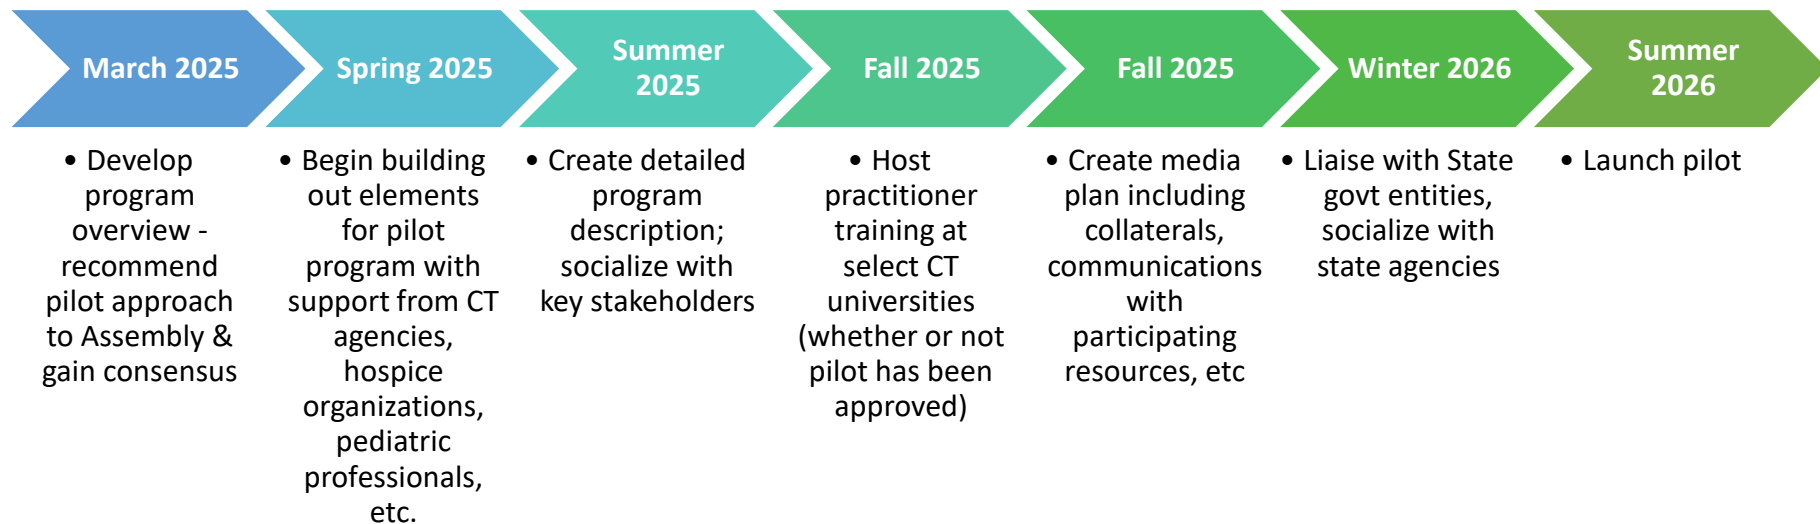 March 2025
Spring 2025
Summer
2025
Fall 2025
Fall 2025
Winter 2026
Summer
2026
• Develop
program
overview -
recommend
pilot approach
to Assembly &
gain consensus
• Begin building
out elements
for pilot
program with
support from CT
agencies,
hospice
organizations,
pediatric
professionals,
etc.
• Create detailed
program
description;
socialize with
key stakeholders
• Host
practitioner
training at
select CT
universities
(whether or not
pilot has been
approved)
• Create media
plan including
collaterals,
communications
with
participating
resources, etc
• Liaise with State
govt entities,
socialize with
state agencies
• Launch pilot